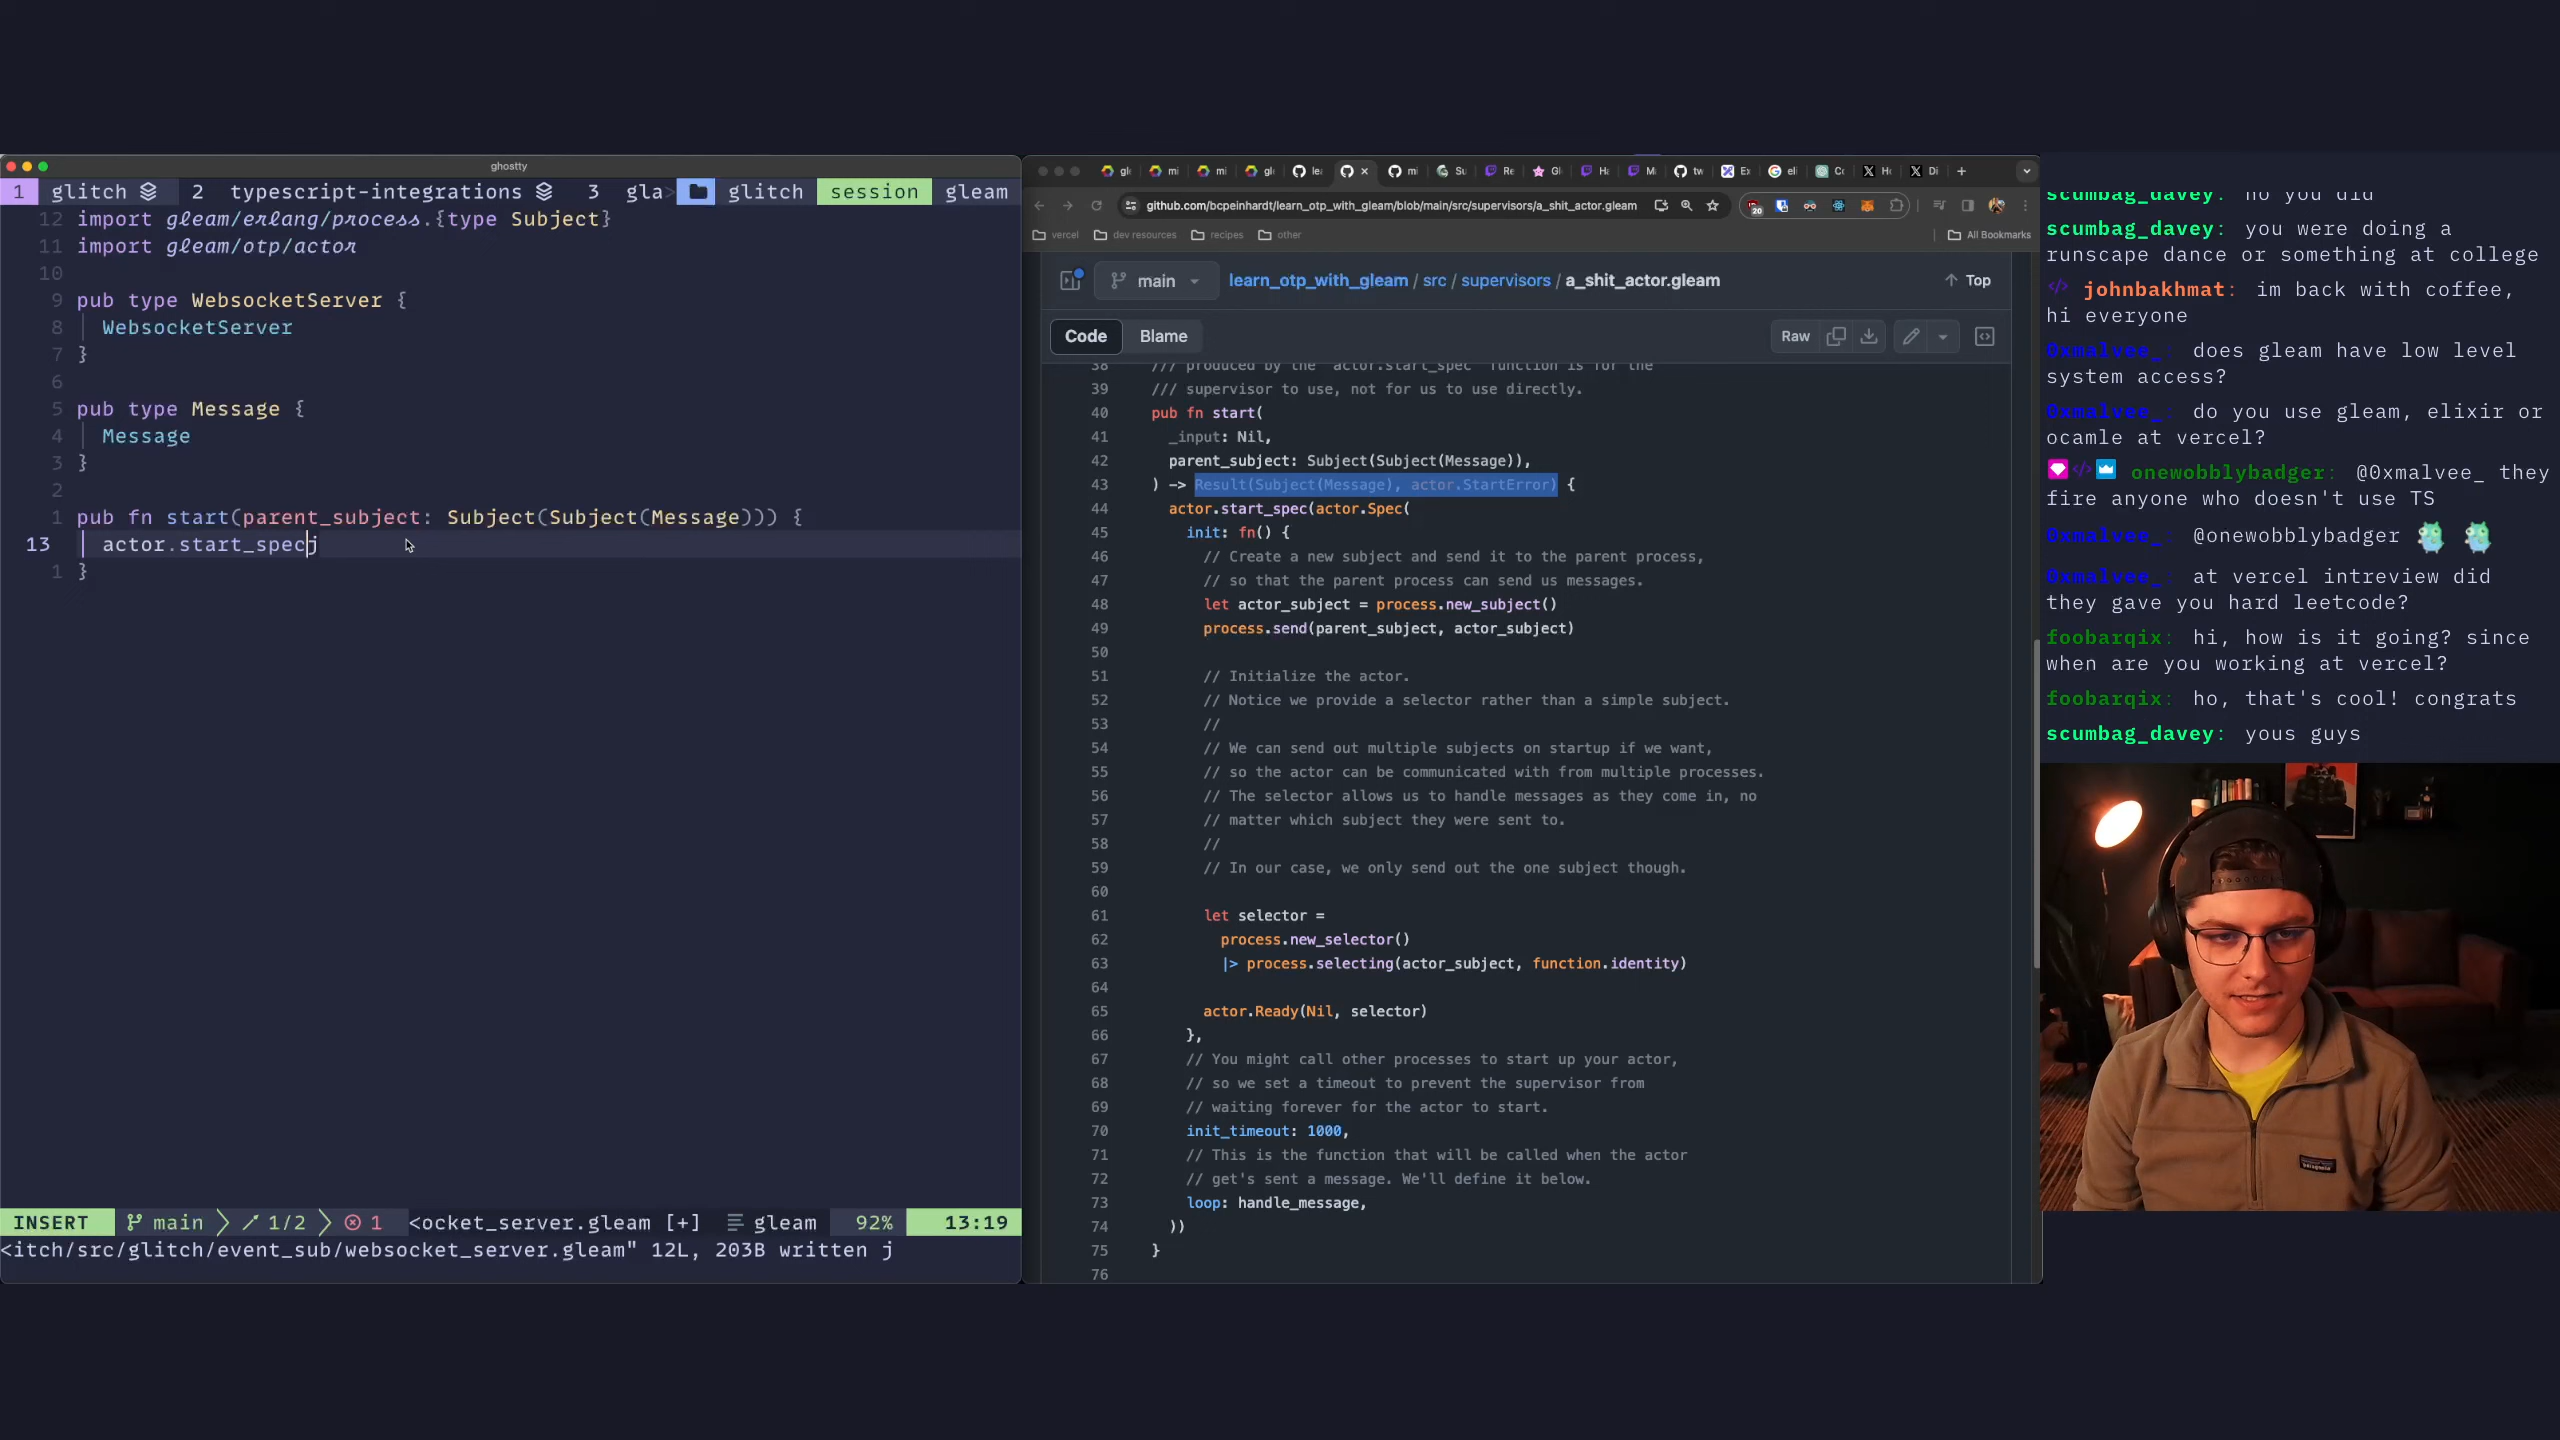 ghostty
1 glitch 2 typescript-integrations 3 gla> glitch session gleam
12 import gleam/erlang/process.{type Subject}
11 import gleam/otp/actor
10
9 pub type WebsocketServer {
8 WebsocketServer
7 }
6
5 pub type Message {
4 Message
3 }
2
1 pub fn start(parent_subject: Subject(Subject(Message))) {
13 actor.start_specj
1 }
INSERT main 1/2 1 <ocket_server.gleam [+] gleam 92% 13:19
<itch/src/glitch/event_sub/websocket_server.gleam" 12L, 203B written j
gl mi mi gl le mi Su Re Gl Ha Mi tw Ex eli Co Ho Di
github.com/bcpeinhardt/learn_otp_with_gleam/blob/main/src/supervisors/a_shit_actor.gleam 20
vercel dev resources recipes other All Bookmarks
main learn_otp_with_gleam / src / supervisors / a_shit_actor.gleam Top
Code Blame Raw
38 /// produced by the `actor.start_spec` function is for the
39 /// supervisor to use, not for us to use directly.
40 pub fn start(
41 _input: Nil,
42 parent_subject: Subject(Subject(Message)),
43 ) -> Result(Subject(Message), actor.StartError) {
44 actor.start_spec(actor.Spec(
45 init: fn() {
46 // Create a new subject and send it to the parent process,
47 // so that the parent process can send us messages.
48 let actor_subject = process.new_subject()
49 process.send(parent_subject, actor_subject)
50
51 // Initialize the actor.
52 // Notice we provide a selector rather than a simple subject.
53 //
54 // We can send out multiple subjects on startup if we want,
55 // so the actor can be communicated with from multiple processes.
56 // The selector allows us to handle messages as they come in, no
57 // matter which subject they were sent to.
58 //
59 // In our case, we only send out the one subject though.
60
61 let selector =
62 process.new_selector()
63 |> process.selecting(actor_subject, function.identity)
64
65 actor.Ready(Nil, selector)
66 },
67 // You might call other processes to start up your actor,
68 // so we set a timeout to prevent the supervisor from
69 // waiting forever for the actor to start.
70 init_timeout: 1000,
71 // This is the function that will be called when the actor
72 // get's sent a message. We'll define it below.
73 loop: handle_message,
74 ))
75 }
76
scumbag_davey: no you did
scumbag_davey: you were doing a
runscape dance or something at college
johnbakhmat: im back with coffee,
hi everyone
0xmalvee_: does gleam have low level
system access?
0xmalvee_: do you use gleam, elixir or
ocamle at vercel?
onewobblybadger: @0xmalvee_ they
fire anyone who doesn't use TS
0xmalvee_: @onewobblybadger
0xmalvee_: at vercel intreview did
they gave you hard leetcode?
foobarqix: hi, how is it going? since
when are you working at vercel?
foobarqix: ho, that's cool! congrats
scumbag_davey: yous guys